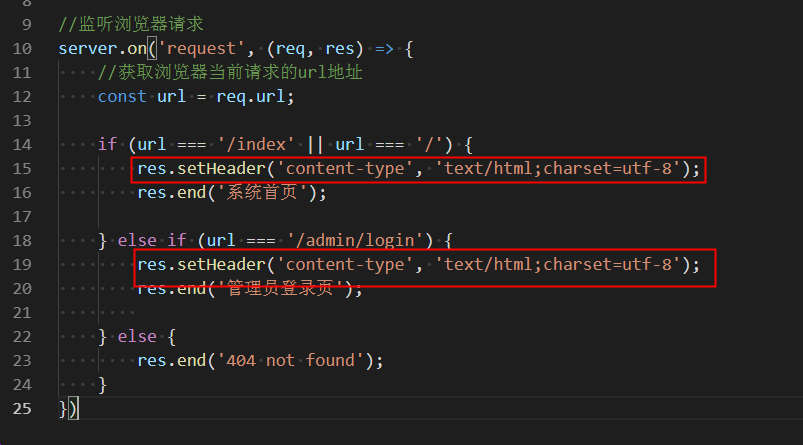 8
9 //监听浏览器请求
10 server.on('request', (req, res) => {
11 //获取浏览器当前请求的url地址
12 const url = req.url;
13
14 if (url === '/index' || url === '/') {
15 res.setHeader('content-type', 'text/html;charset=utf-8');
16 res.end('系统首页');
17
18 } else if (url === '/admin/login') {
19 res.setHeader('content-type', 'text/html;charset=utf-8');
20 res.end('管理员登录页');
21
22 } else {
23 res.end('404 not found');
24 }
25 })